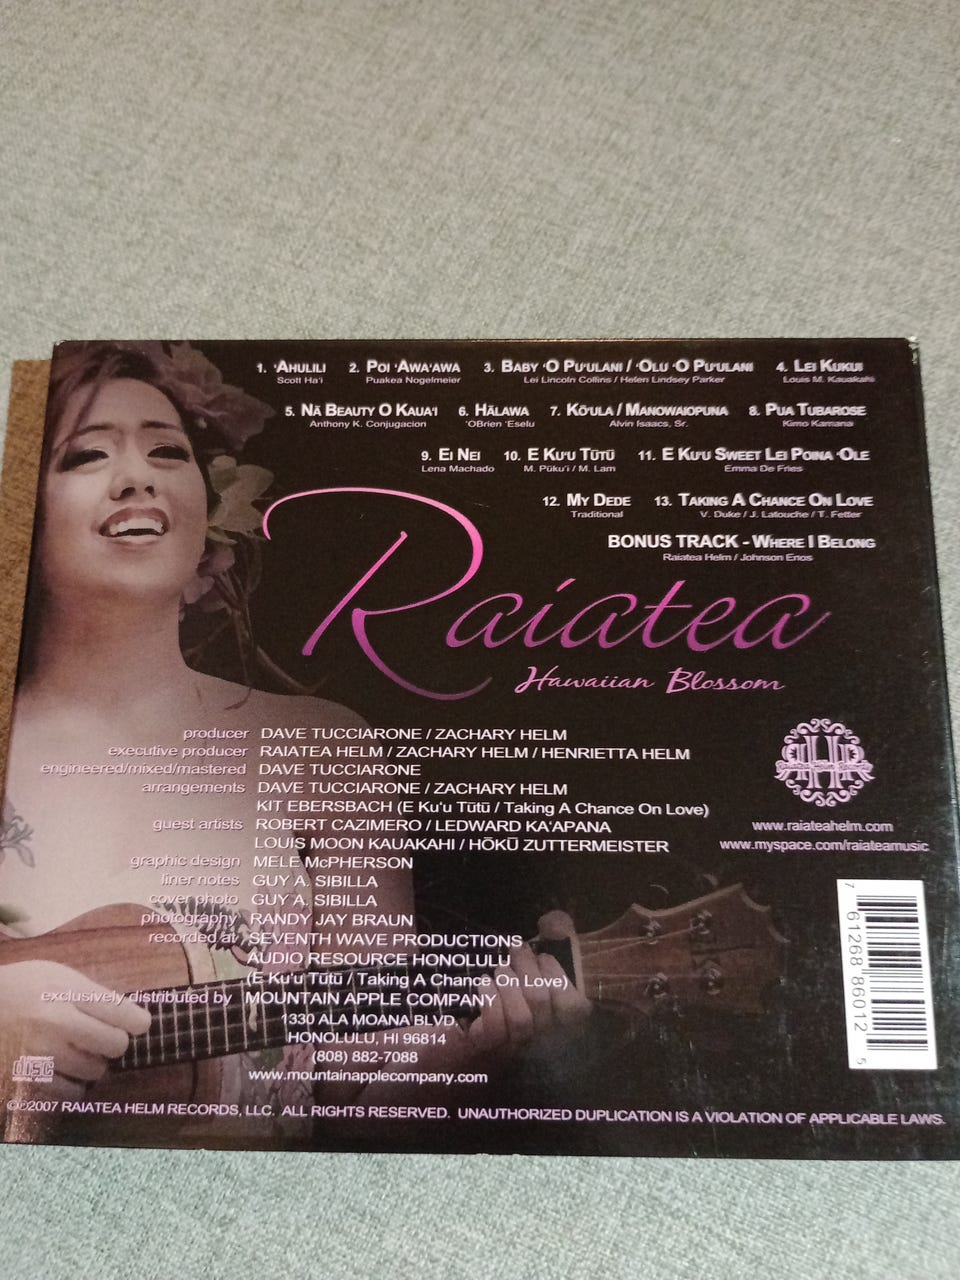 1. ‘Ahulili 2. Poi ‘Awa‘awa 3. Baby ‘O Pu‘ulani / ‘Olu ‘O Pu‘ulani 4. Lei Kukui
Scott Ha‘i Puakea Nogelmeier Lei Lincoln Collins / Helen Lindsey Parker Louis M. Kauakahi
5. Nā Beauty O Kaua‘i 6. Hālawa 7. Kō‘ula / Manowaiopuna 8. Pua Tubarose
Anthony K. Conjugacion ‘OBrien ‘Eselu Alvin Isaacs, Sr. Kimo Kamana
9. Ei Nei 10. E Ku‘u Tūtū 11. E Ku‘u Sweet Lei Poina ‘Ole
Lena Machado M. Pūku‘i / M. Lam Emma De Fries
12. My Dede 13. Taking A Chance On Love
Traditional V. Duke / J. Latouche / T. Fetter
BONUS TRACK - Where I Belong
Raiatea Helm / Johnson Enos
Raiatea
Hawaiian Blossom
producer DAVE TUCCIARONE / ZACHARY HELM
executive producer RAIATEA HELM / ZACHARY HELM / HENRIETTA HELM
engineered/mixed/mastered DAVE TUCCIARONE
arrangements DAVE TUCCIARONE / ZACHARY HELM
KIT EBERSBACH (E Ku‘u Tūtū / Taking A Chance On Love)
guest artists ROBERT CAZIMERO / LEDWARD KA‘APANA
LOUIS MOON KAUAKAHI / HŌKŪ ZUTTERMEISTER
graphic design MELE McPHERSON
liner notes GUY A. SIBILLA
cover photo GUY A. SIBILLA
photography RANDY JAY BRAUN
recorded at SEVENTH WAVE PRODUCTIONS
AUDIO RESOURCE HONOLULU
(E Ku‘u Tūtū / Taking A Chance On Love)
exclusively distributed by MOUNTAIN APPLE COMPANY
1330 ALA MOANA BLVD.
HONOLULU, HI 96814
(808) 882-7088
www.mountainapplecompany.com
www.raiateahelm.com
www.myspace.com/raiateamusic
7 61268 86012 5
COMPACT
disc
DIGITAL AUDIO
©℗2007 RAIATEA HELM RECORDS, LLC. ALL RIGHTS RESERVED. UNAUTHORIZED DUPLICATION IS A VIOLATION OF APPLICABLE LAWS.